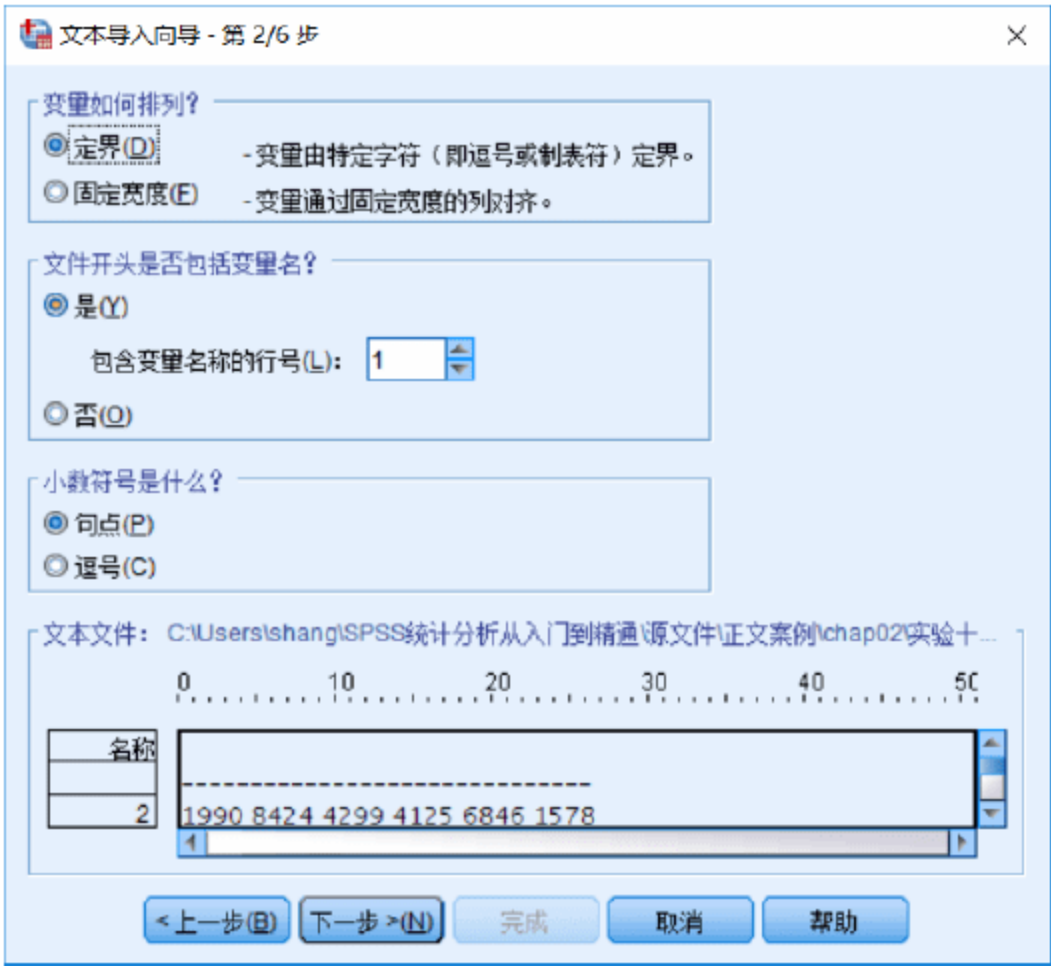 文本导入向导 - 第 2/6 步
变量如何排列?
定界(D) -变量由特定字符（即逗号或制表符）定界。
固定宽度(F) -变量通过固定宽度的列对齐。
文件开头是否包括变量名?
是(Y)
包含变量名称的行号(L)： 1
否(O)
小数符号是什么?
句点(P)
逗号(C)
文本文件： C:\Users\shang\SPSS统计分析从入门到精通\源文件\正文案例\chap02\实验十...
0 10 20 30 40 50
名称
------------------------------
2 1990 8424 4299 4125 6846 1578
<上一步(B) 下一步 >(N) 完成 取消 帮助